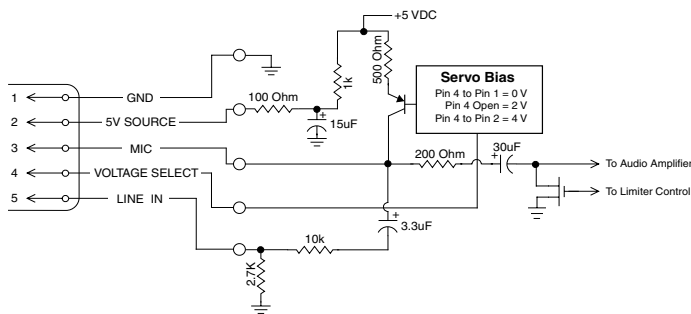 +5 VDC
1k
500 Ohm
Servo Bias
Pin 4 to Pin 1 = 0 V
Pin 4 Open = 2 V
Pin 4 to Pin 2 = 4 V
1 GND
100 Ohm
2 5V SOURCE
+
15uF
3 MIC
200 Ohm
+
30uF
To Audio Amplifier
4 VOLTAGE SELECT
To Limiter Control
5 LINE IN
+
3.3uF
10k
2.7K